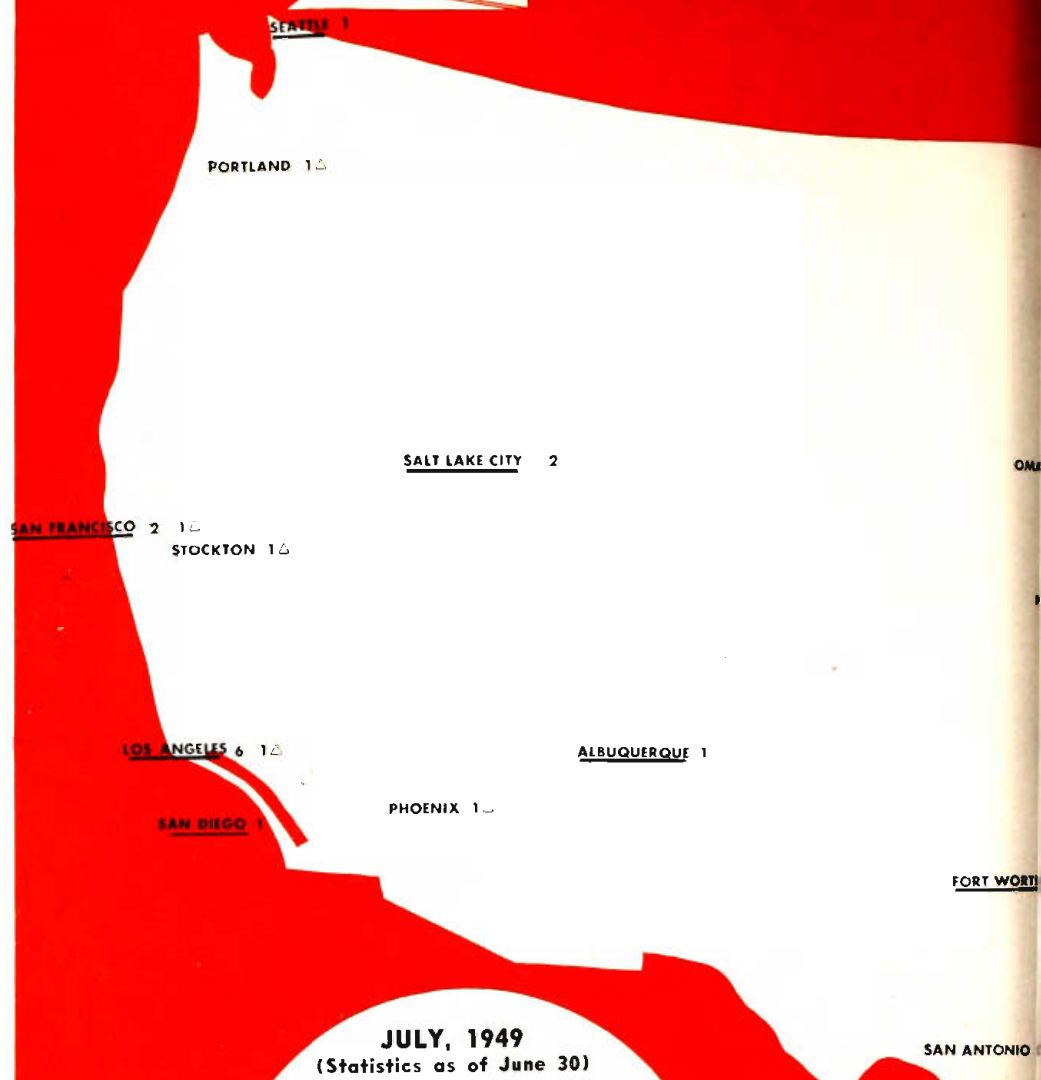 SEATTLE 1
PORTLAND 1△
SALT LAKE CITY 2
SAN FRANCISCO 2 1△
STOCKTON 1△
LOS ANGELES 6 1△
ALBUQUERQUE 1
PHOENIX 1
SAN DIEGO 1
FORT WORT
JULY, 1949
(Statistics as of June 30)
SAN ANTONIO